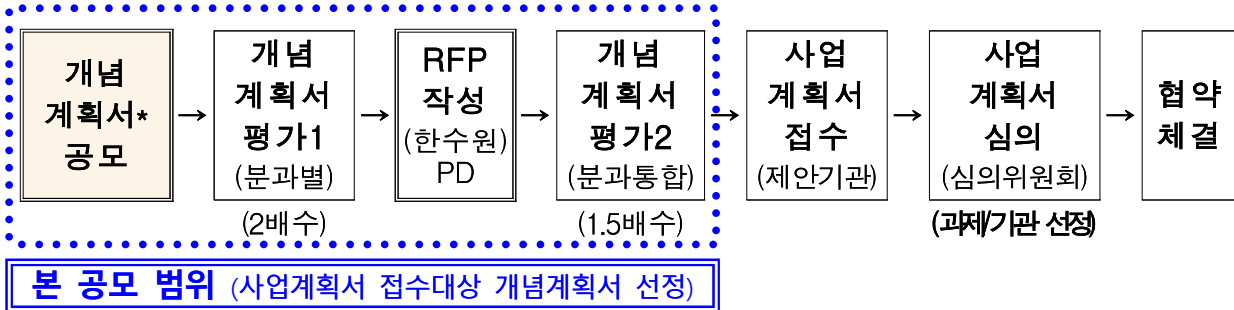 개념
계획서*
공모
→
개념
계획서
평가1
(분과별)
(2배수)
→
RFP
작성
(한수원)
PD
→
개념
계획서
평가2
(분과통합)
(1.5배수)
→
사업
계획서
접수
(제안기관)
→
사업
계획서
심의
(심의위원회)
(과제/기관 선정)
→
협약
체결
본 공모 범위 (사업계획서 접수대상 개념계획서 선정)